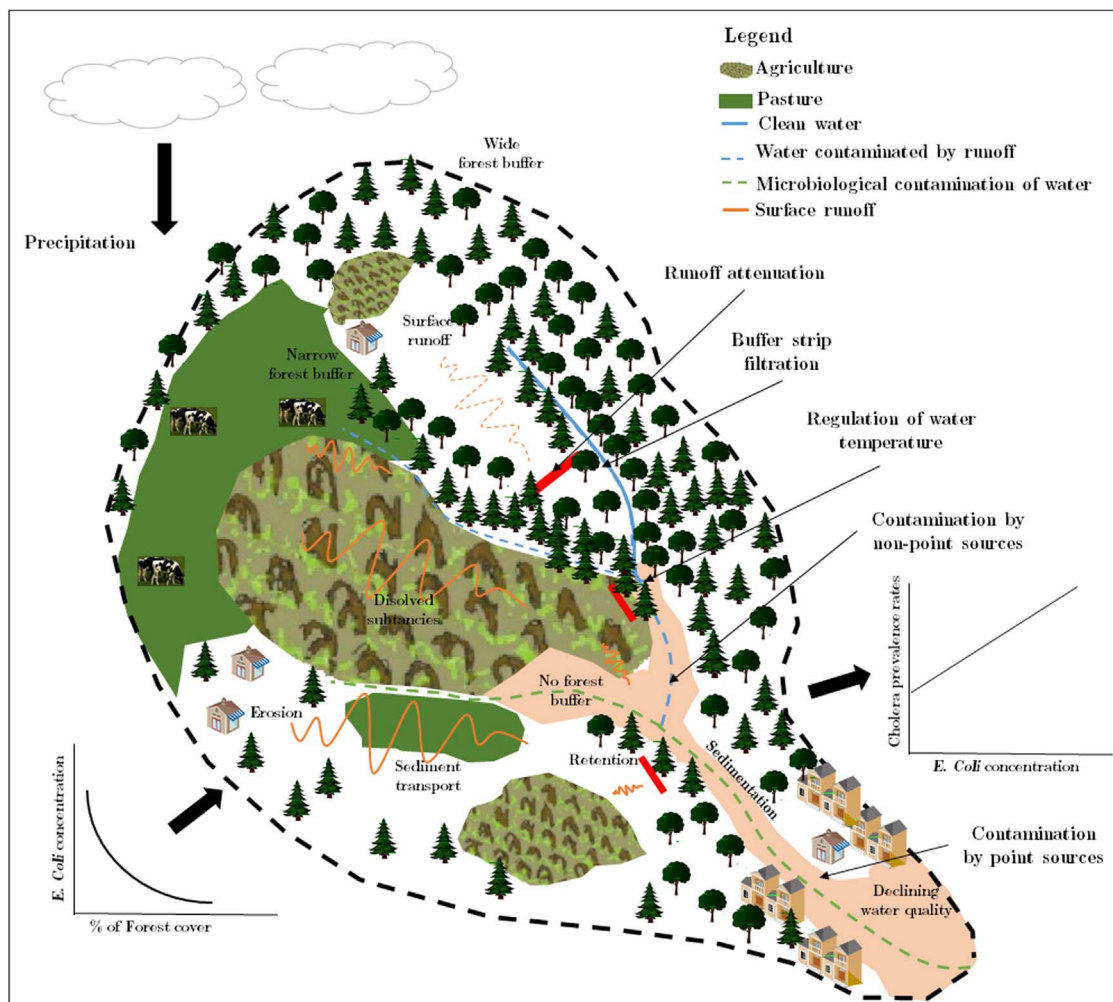 Legend
Agriculture
Pasture
Clean water
Water contaminated by runoff
Microbiological contamination of water
Surface runoff
Wide
forest buffer
Precipitation
Runoff attenuation
Surface
runoff
Buffer strip
filtration
Narrow
forest buffer
Regulation of water
temperature
Contamination by
non-point sources
Disolved
subtancies
No forest
buffer
Erosion
Sediment
transport
Retention
Sedimentation
Cholera prevalence rates
E. Coli concentration
E. Coli concentration
% of Forest cover
Contamination
by point sources
Declining
water quality